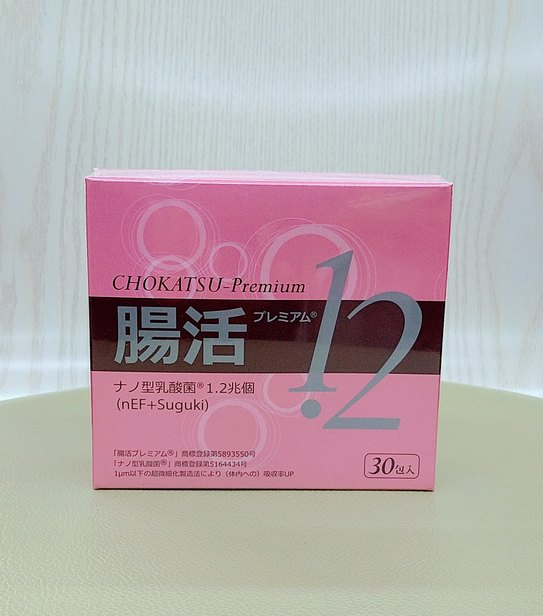 CHOKATSU-Premium
腸活 プレミアム® 1.2
ナノ型乳酸菌®1.2兆個
(nEF+Suguki)
「腸活プレミアム®」商標登録第5893550号
「ナノ型乳酸菌®」商標登録第5164434号
1μm以下の超微細化製造法により（体内への）吸収率UP
30包入